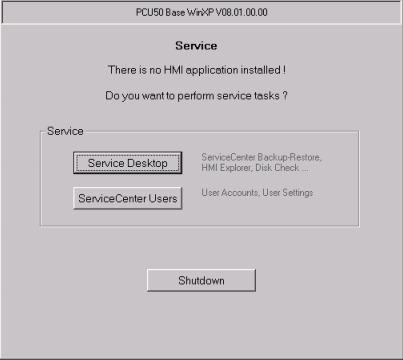 PCU50 Base WinXP V08.01.00.00
Service
There is no HMI application installed !
Do you want to perform service tasks ?
Service
Service Desktop
ServiceCenter Backup-Restore,
HMI Explorer, Disk Check ...
ServiceCenter Users
User Accounts, User Settings
Shutdown